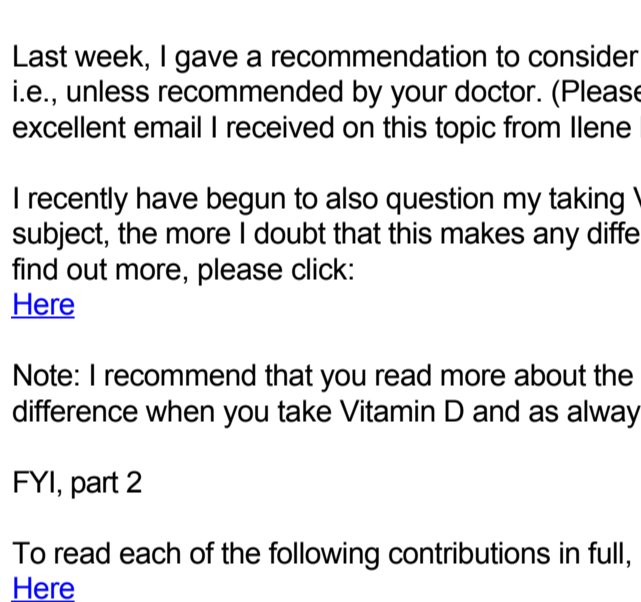 Last week, I gave a recommendation to consider
i.e., unless recommended by your doctor. (Please
excellent email I received on this topic from Ilene
I recently have begun to also question my taking
subject, the more I doubt that this makes any diffe
find out more, please click:
Here
Note: I recommend that you read more about the
difference when you take Vitamin D and as alway
FYI, part 2
To read each of the following contributions in full,
Here